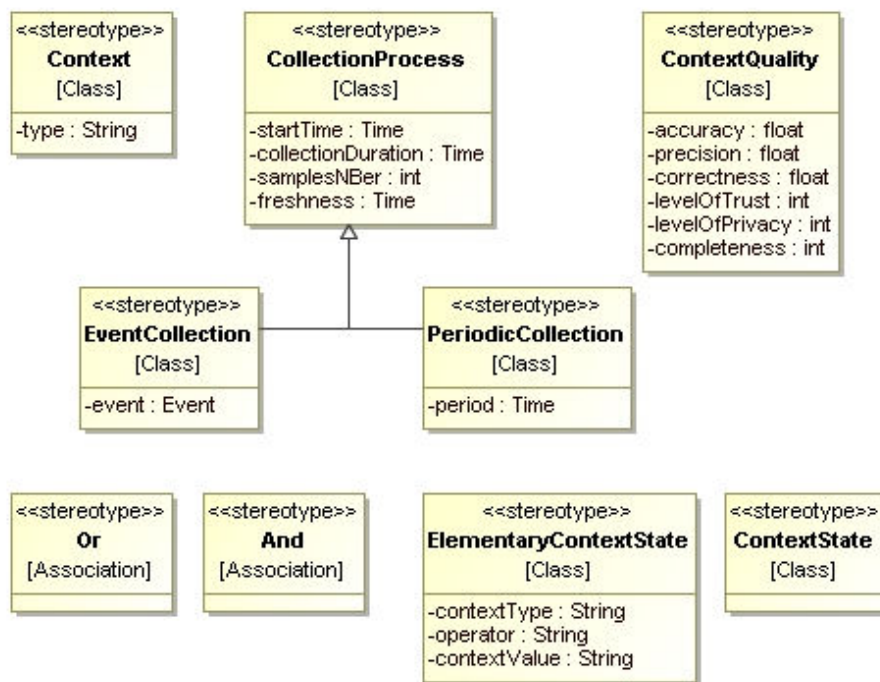 <<stereotype>>
Context
[Class]
-type : String
<<stereotype>>
CollectionProcess
[Class]
-startTime : Time
-collectionDuration : Time
-samplesNBer : int
-freshness : Time
<<stereotype>>
ContextQuality
[Class]
-accuracy : float
-precision : float
-correctness : float
-levelOfTrust : int
-levelOfPrivacy : int
-completeness : int
<<stereotype>>
EventCollection
[Class]
-event : Event
<<stereotype>>
PeriodicCollection
[Class]
-period : Time
<<stereotype>>
Or
[Association]
<<stereotype>>
And
[Association]
<<stereotype>>
ElementaryContextState
[Class]
-contextType : String
-operator : String
-contextValue : String
<<stereotype>>
ContextState
[Class]